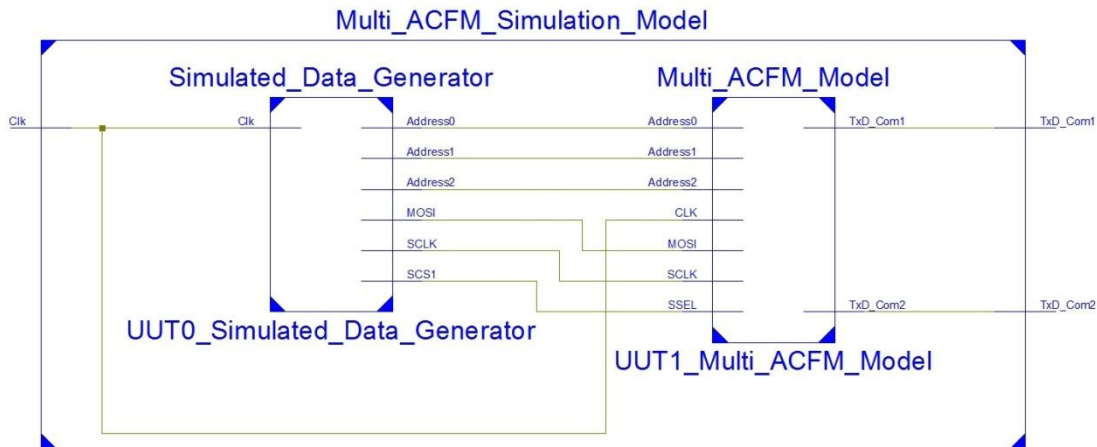 Multi_ACFM_Simulation_Model
Simulated_Data_Generator
Multi_ACFM_Model
Clk
Clk
Address0
Address0
TxD_Com1
TxD_Com1
Address1
Address1
Address2
Address2
MOSI
CLK
SCLK
MOSI
SCS1
SCLK
SSEL
TxD_Com2
TxD_Com2
UUT0_Simulated_Data_Generator
UUT1_Multi_ACFM_Model